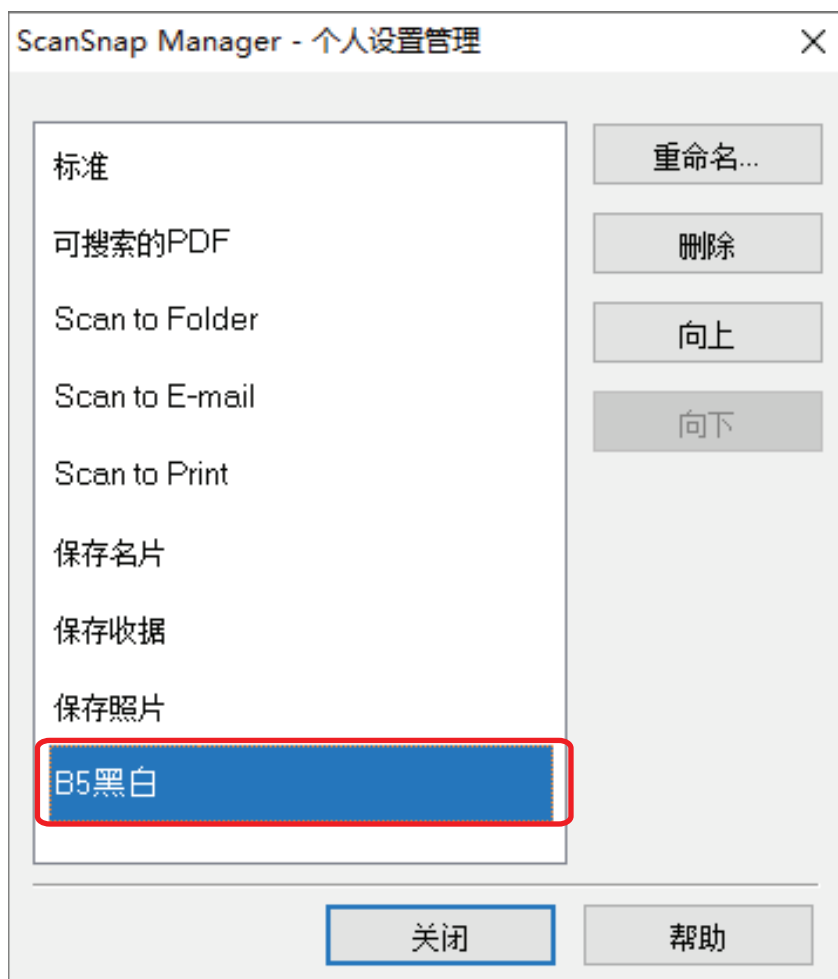 ScanSnap Manager - 个人设置管理
标准
可搜索的PDF
Scan to Folder
Scan to E-mail
Scan to Print
保存名片
保存收据
保存照片
B5黑白
重命名...
删除
向上
向下
关闭
帮助